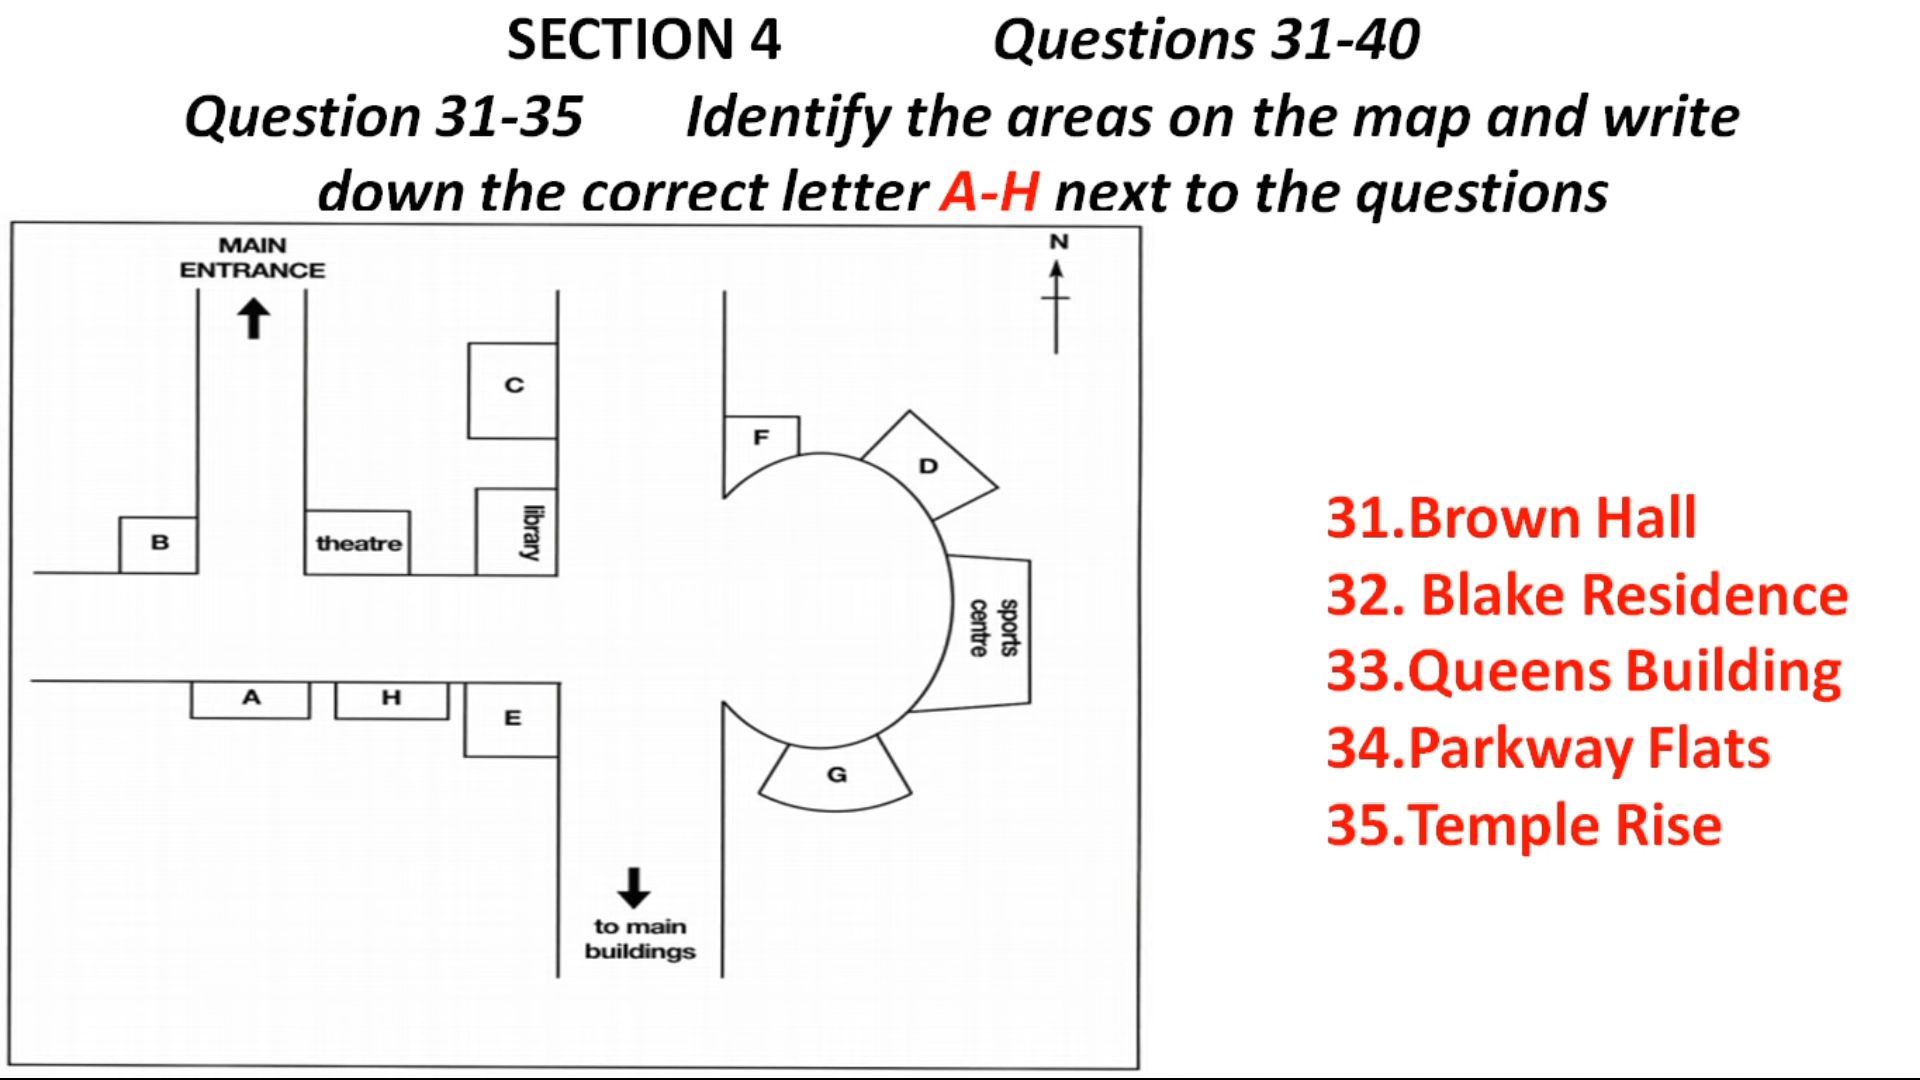 SECTION 4 Questions 31-40
Question 31-35 Identify the areas on the map and write
down the correct letter A-H next to the questions
MAIN
ENTRANCE
N
C
F
D
B
theatre
library
sports
centre
A
H
E
G
to main
buildings
31.Brown Hall
32. Blake Residence
33.Queens Building
34.Parkway Flats
35.Temple Rise